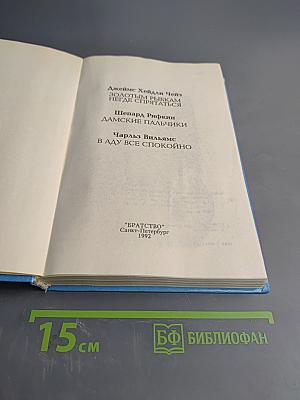 Джеймс Хейдли Чейз
ЗОЛОТЫМ РЫБКАМ
НЕГДЕ СПРЯТАТЬСЯ
Шепард Рифкин
ДАМСКИЕ ПАЛЬЧИКИ
Чарльз Вильямс
В АДУ ВСЕ СПОКОЙНО
"БРАТСТВО"
Санкт-Петербург
1992
15 см
БФ БИБЛИОФАН